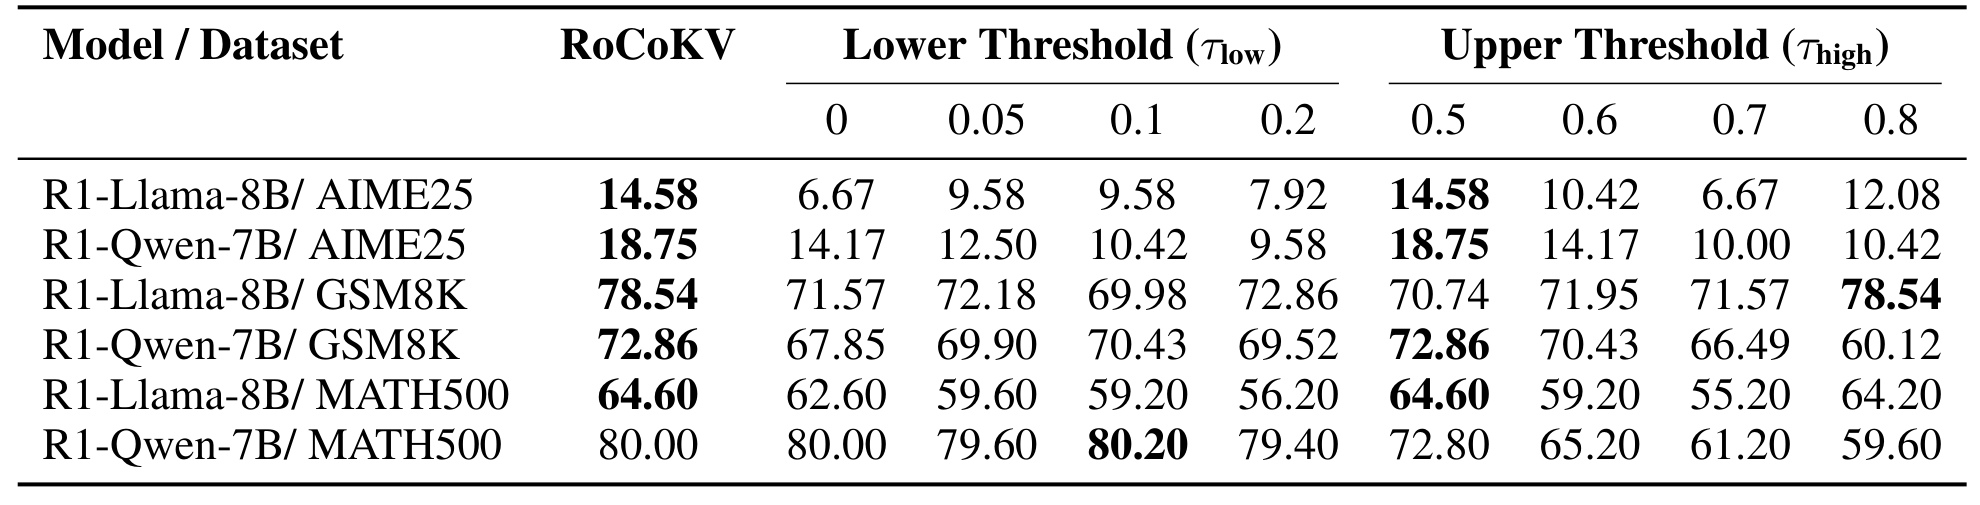 Model / Dataset RoCoKV Lower Threshold (τlow) Upper Threshold (τhigh)
0 0.05 0.1 0.2 0.5 0.6 0.7 0.8
R1-Llama-8B/ AIME25 14.58 6.67 9.58 9.58 7.92 14.58 10.42 6.67 12.08
R1-Qwen-7B/ AIME25 18.75 14.17 12.50 10.42 9.58 18.75 14.17 10.00 10.42
R1-Llama-8B/ GSM8K 78.54 71.57 72.18 69.98 72.86 70.74 71.95 71.57 78.54
R1-Qwen-7B/ GSM8K 72.86 67.85 69.90 70.43 69.52 72.86 70.43 66.49 60.12
R1-Llama-8B/ MATH500 64.60 62.60 59.60 59.20 56.20 64.60 59.20 55.20 64.20
R1-Qwen-7B/ MATH500 80.00 80.00 79.60 80.20 79.40 72.80 65.20 61.20 59.60